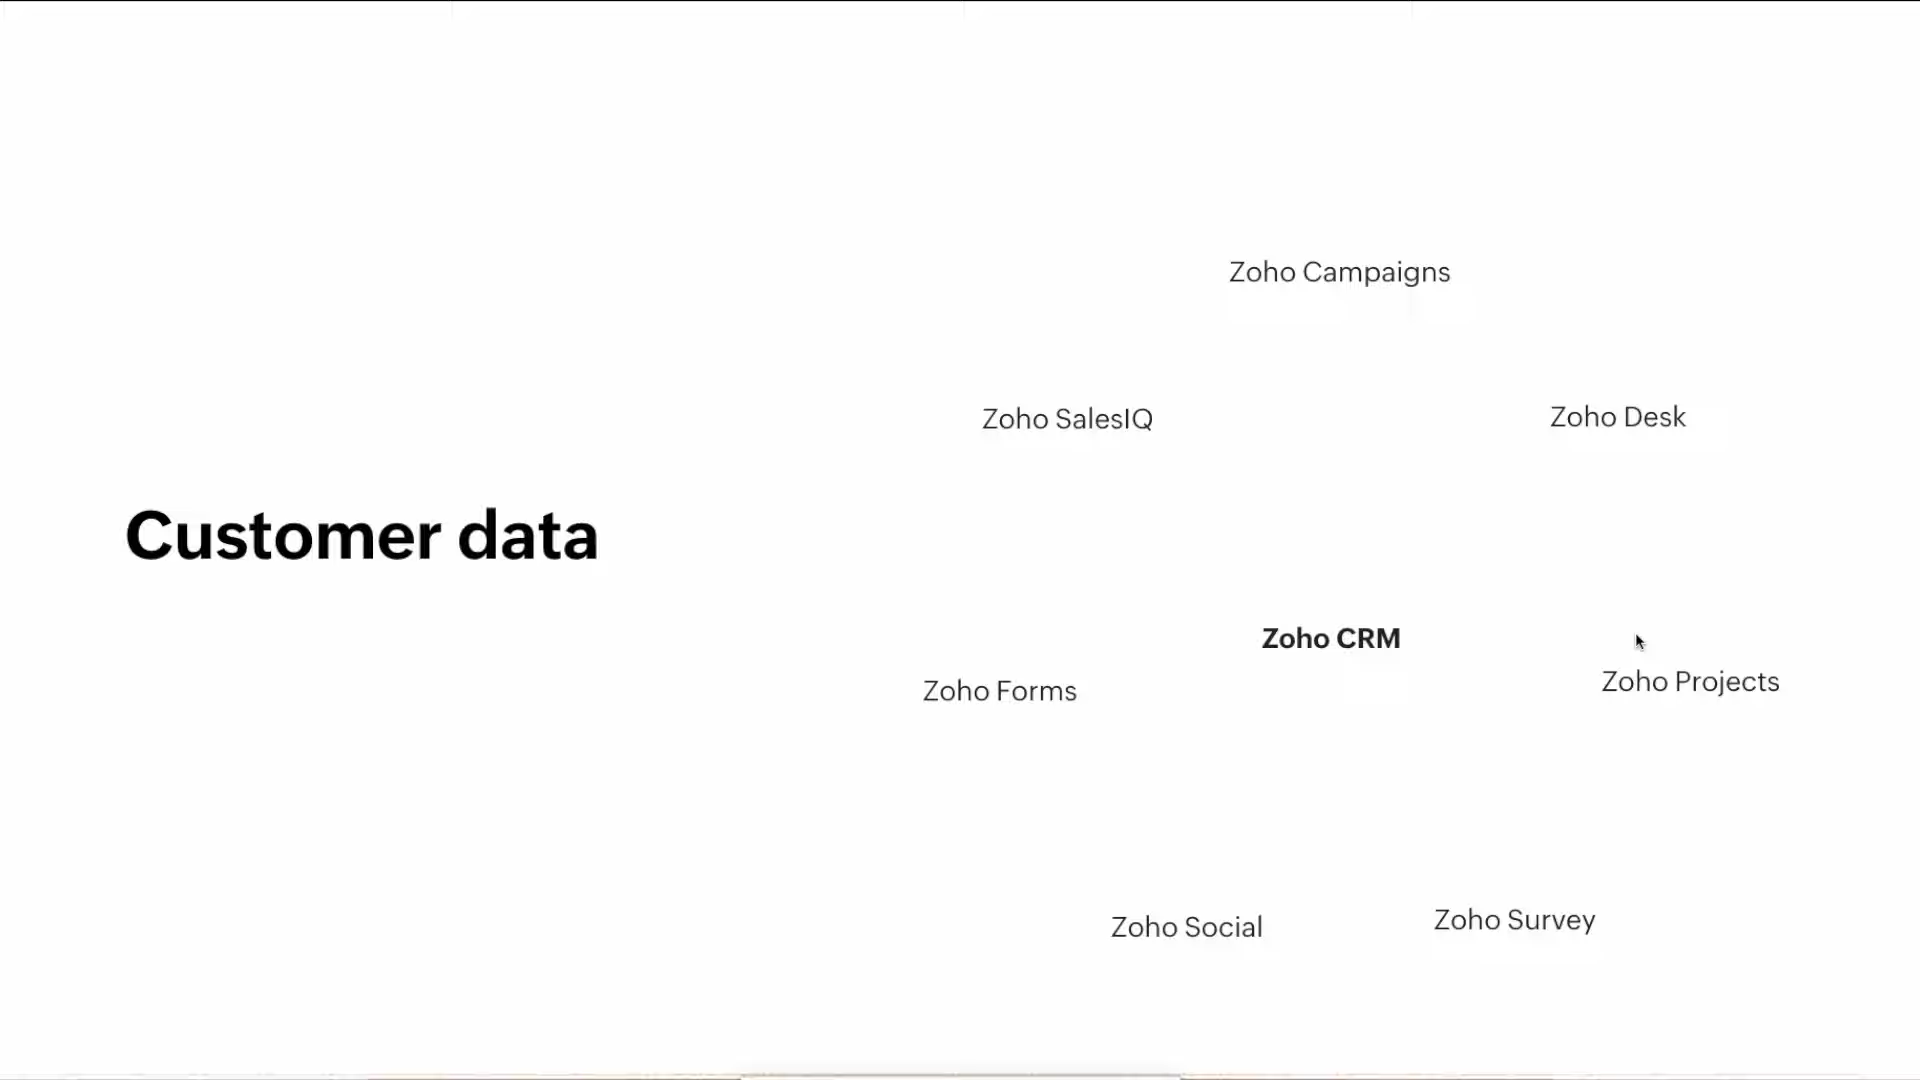 Customer data
Zoho Campaigns
Zoho SalesIQ
Zoho Desk
Zoho CRM
Zoho Forms
Zoho Projects
Zoho Social
Zoho Survey